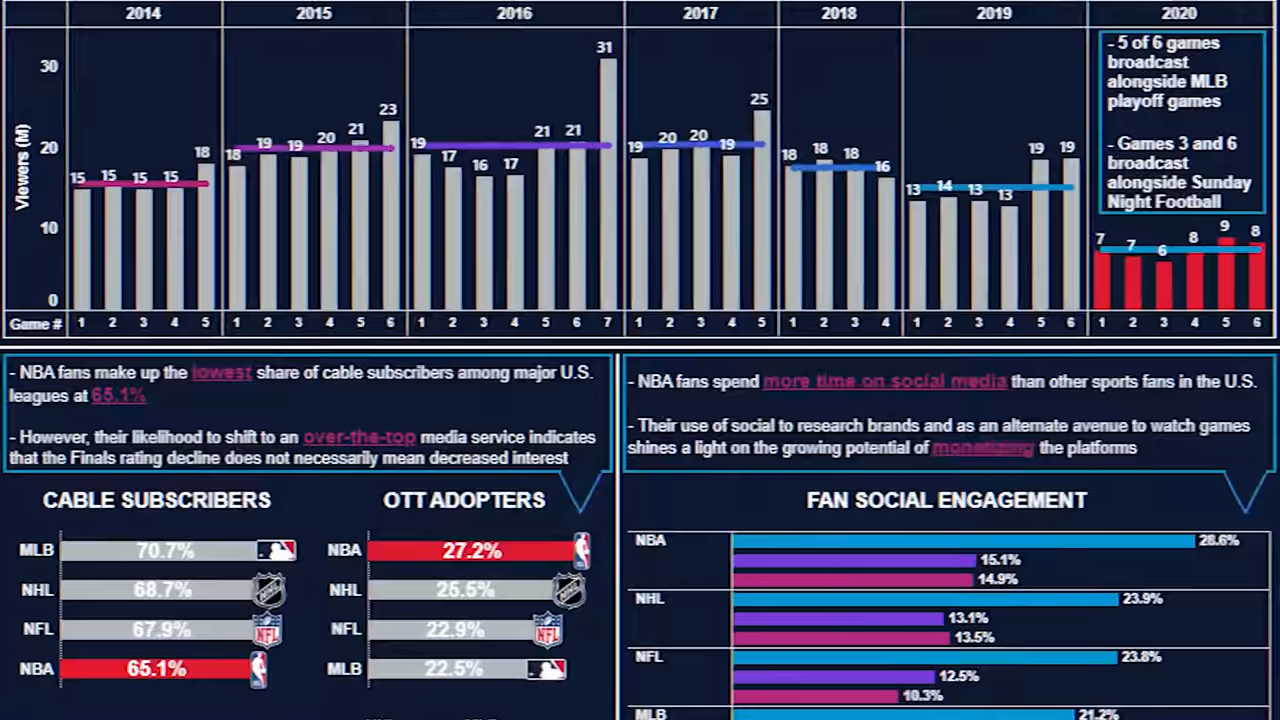 2014 2015 2016 2017 2018 2019 2020
Viewers (M)
30
20
10
0
15 15 15 15 18
18 19 19 20 21 23
19 17 16 17 21 21 31
19 20 20 19 25
18 18 18 16
13 14 13 13 19 19
7 7 6 8 9 8
- 5 of 6 games
broadcast
alongside MLB
playoff games
- Games 3 and 6
broadcast
alongside Sunday
Night Football
Game # 1 2 3 4 5 1 2 3 4 5 6 1 2 3 4 5 6 7 1 2 3 4 5 1 2 3 4 1 2 3 4 5 6 1 2 3 4 5 6
- NBA fans make up the lowest share of cable subscribers among major U.S.
leagues at 65.1%
- However, their likelihood to shift to an over-the-top media service indicates
that the Finals rating decline does not necessarily mean decreased interest
CABLE SUBSCRIBERS
MLB 70.7%
NHL 68.7% NHL
NFL 67.9% NFL
NBA 65.1%
OTT ADOPTERS
NBA 27.2%
NHL 25.5% NHL
NFL 22.9% NFL
MLB 22.5%
- NBA fans spend more time on social media than other sports fans in the U.S.
- Their use of social to research brands and as an alternate avenue to watch games
shines a light on the growing potential of monetizing the platforms
FAN SOCIAL ENGAGEMENT
NBA 28.6%
15.1%
14.9%
NHL 23.9%
13.1%
13.5%
NFL 23.8%
12.5%
10.3%
MLB 21.2%